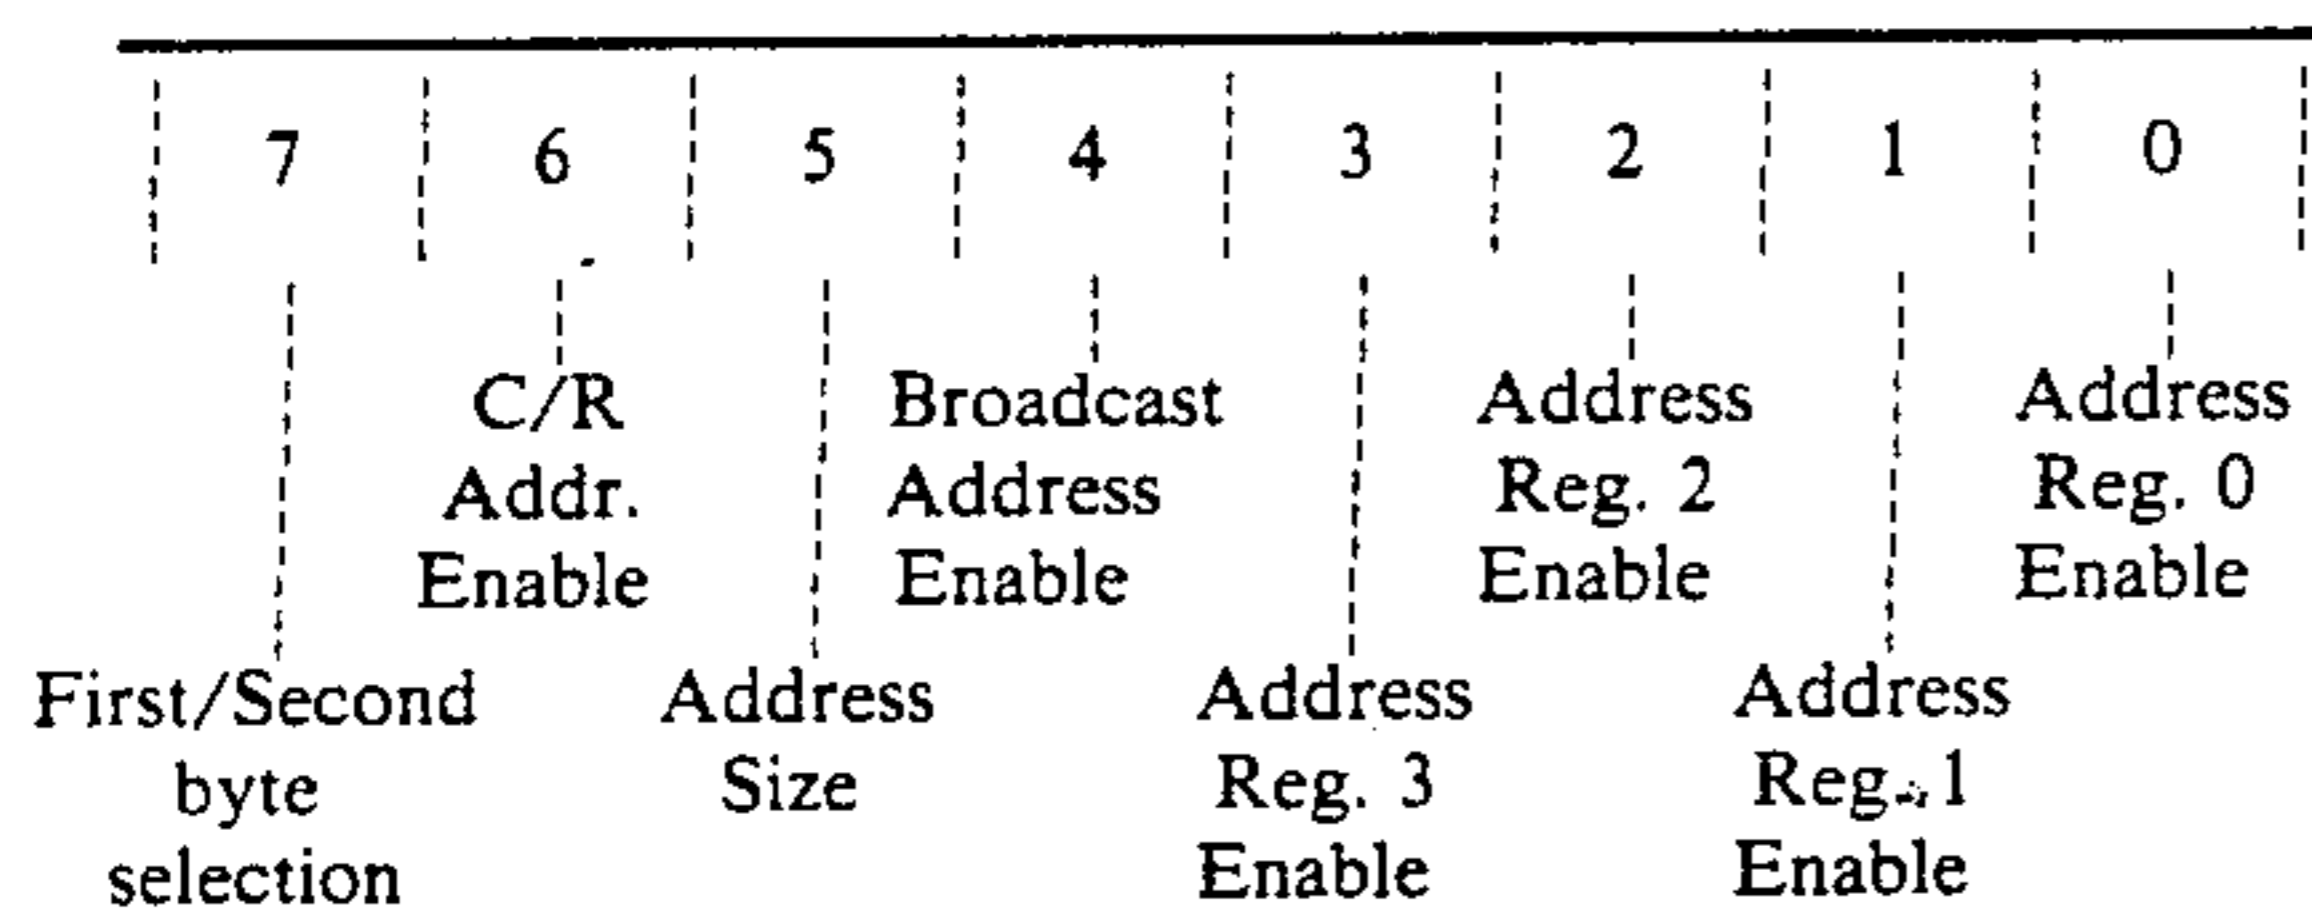 7 6 5 4 3 2 1 0
C/R
Addr.
Enable
Broadcast
Address
Enable
Address
Reg. 2
Enable
Address
Reg. 0
Enable
First/Second
byte
selection
Address
Size
Address
Reg. 3
Enable
Address
Reg. 1
Enable